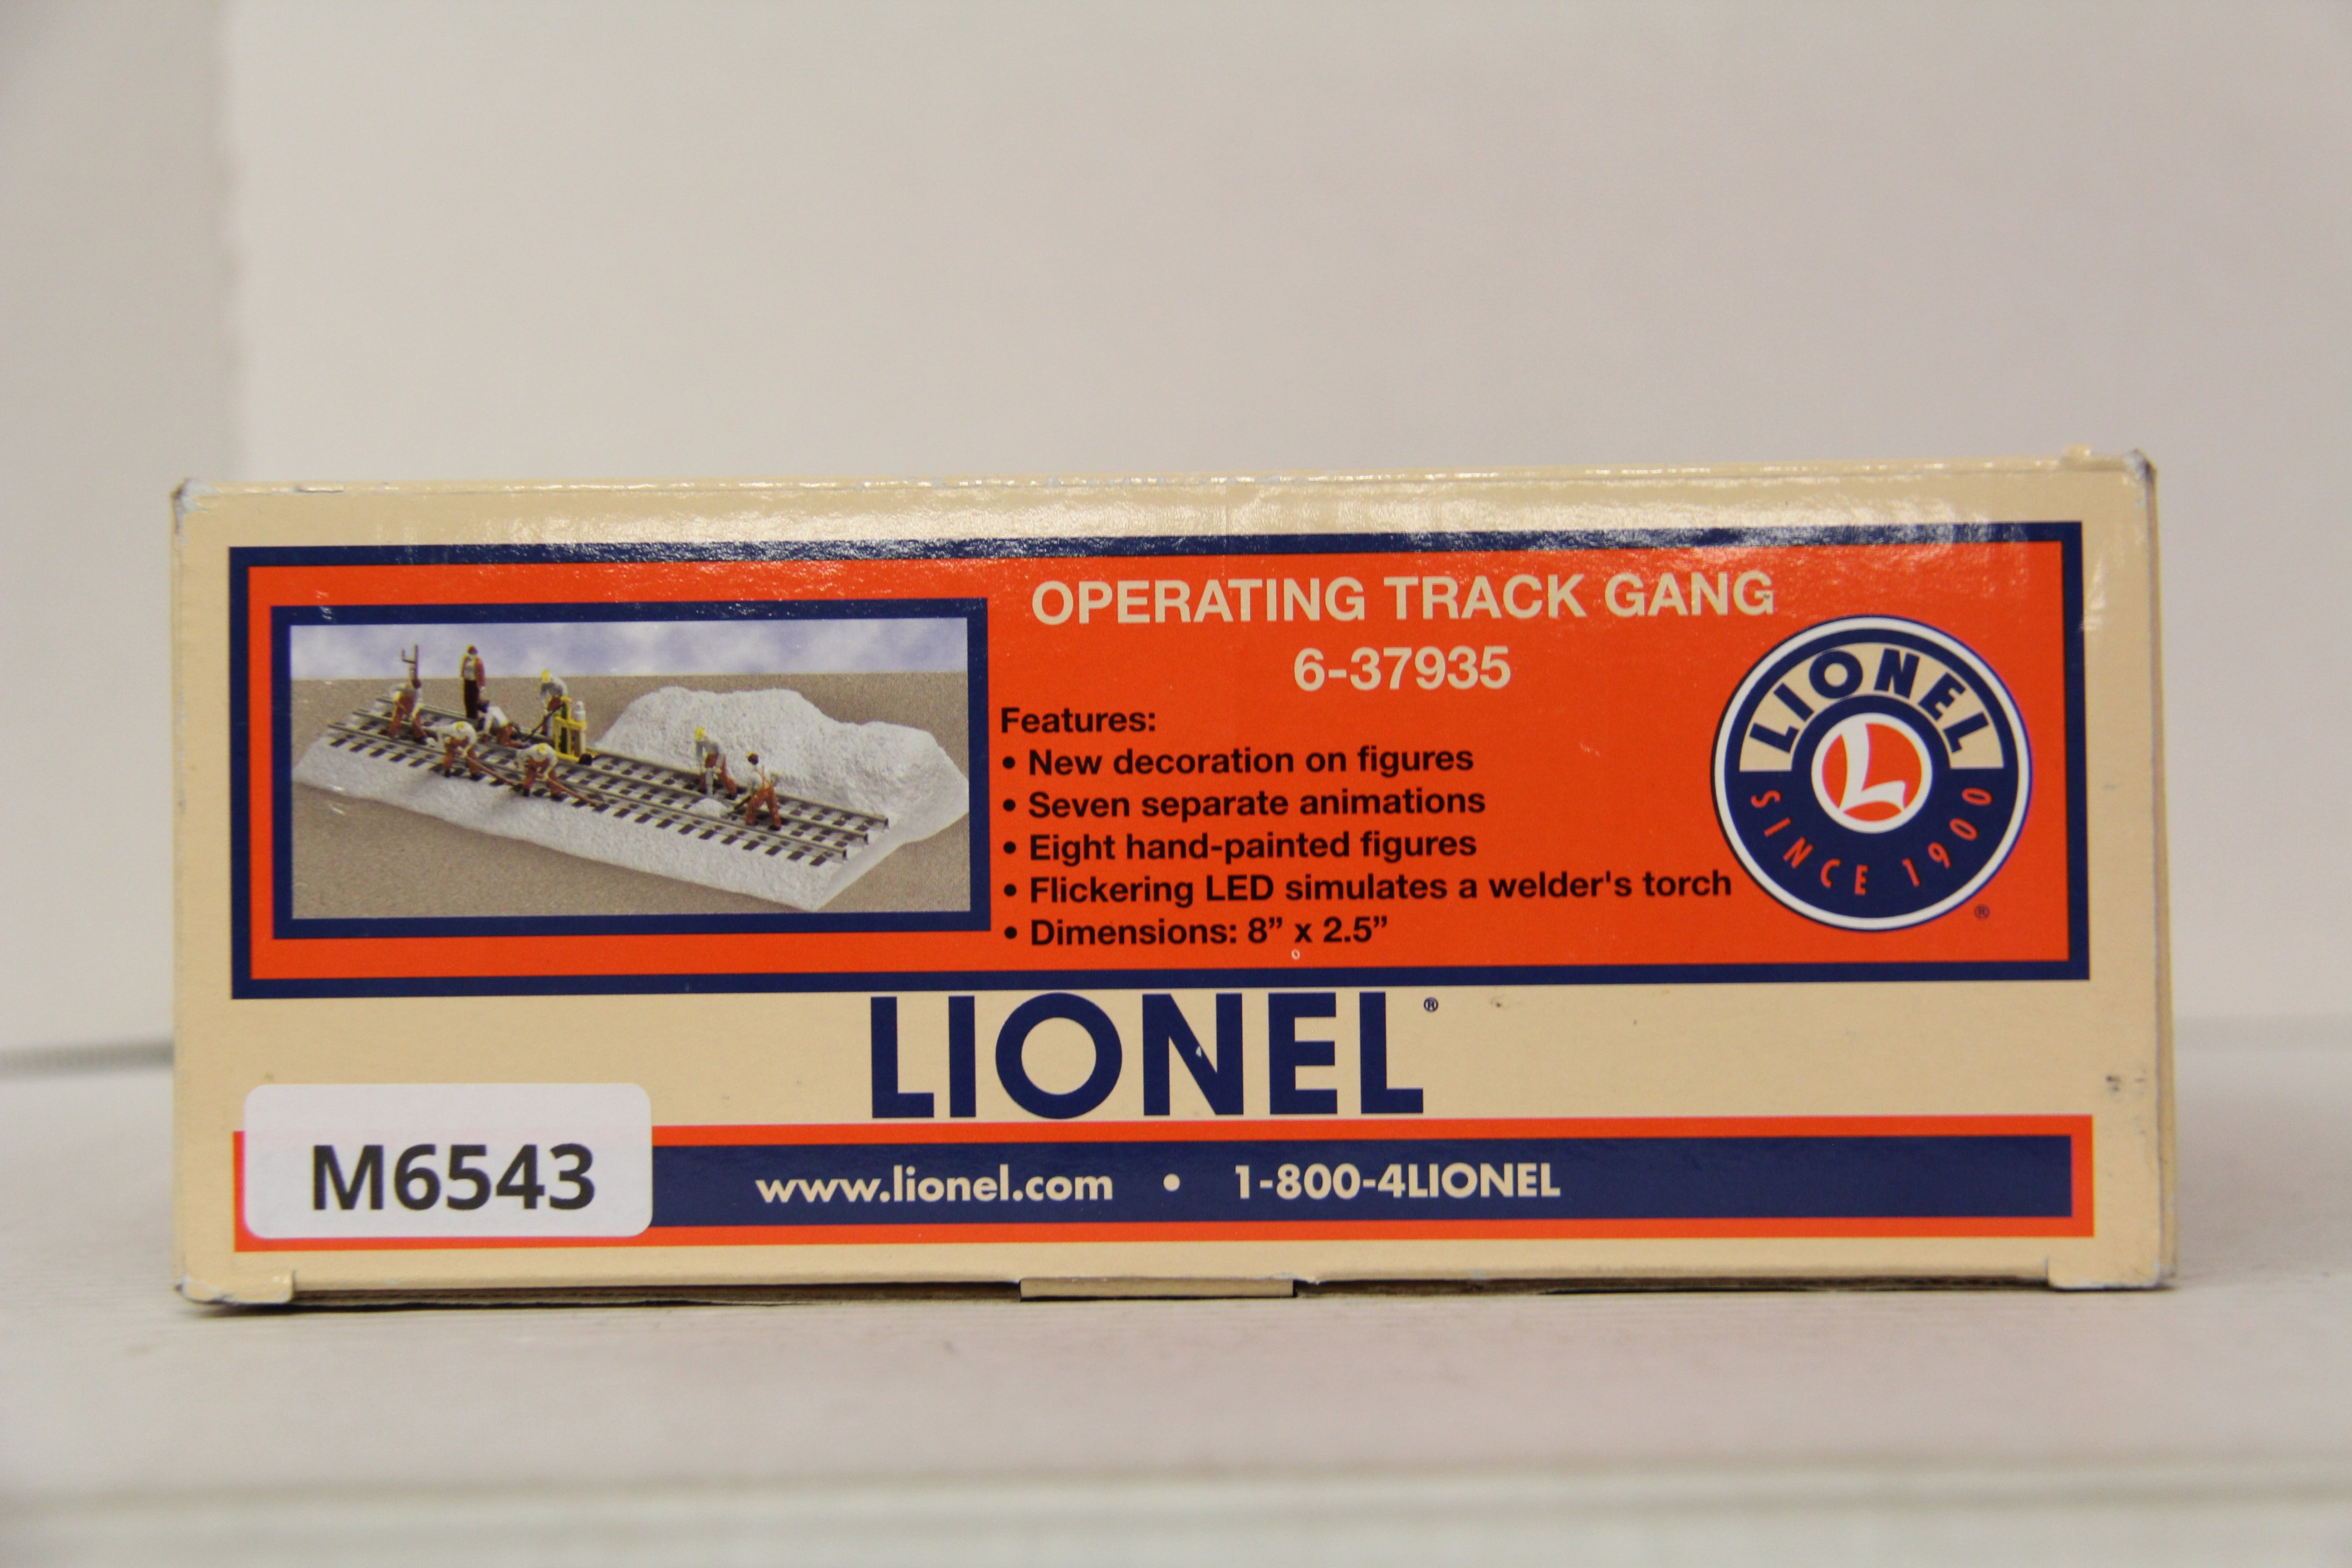 OPERATING TRACK GANG
6-37935
Features:
• New decoration on figures
• Seven separate animations
• Eight hand-painted figures
• Flickering LED simulates a welder's torch
• Dimensions: 8” x 2.5”
LIONEL
L
SINCE 1900
®
LIONEL®
M6543
www.lionel.com • 1-800-4LIONEL